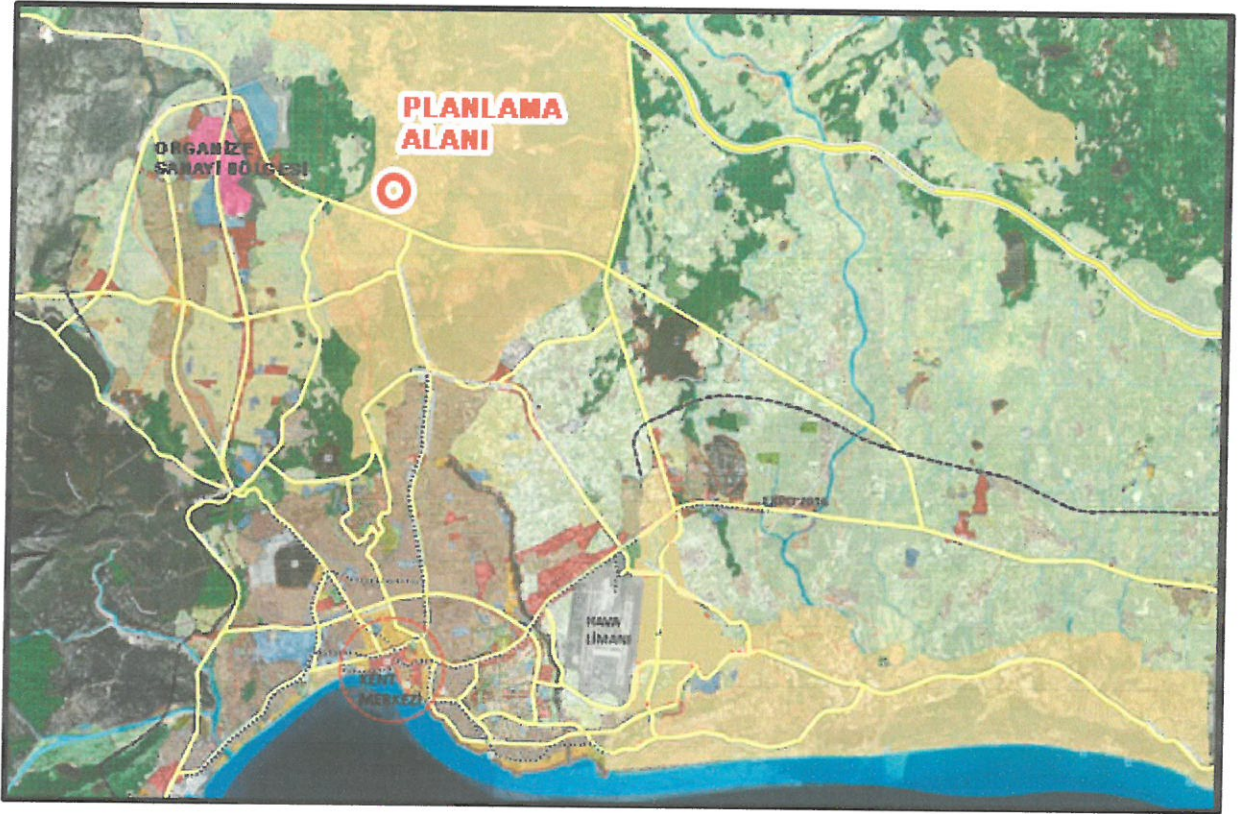 PLANLAMA
ALANI
ORGANİZE
SANAYİ BÖLGESİ
EXPO 2016
HAVA
LİMANI
KENT
MERKEZİ